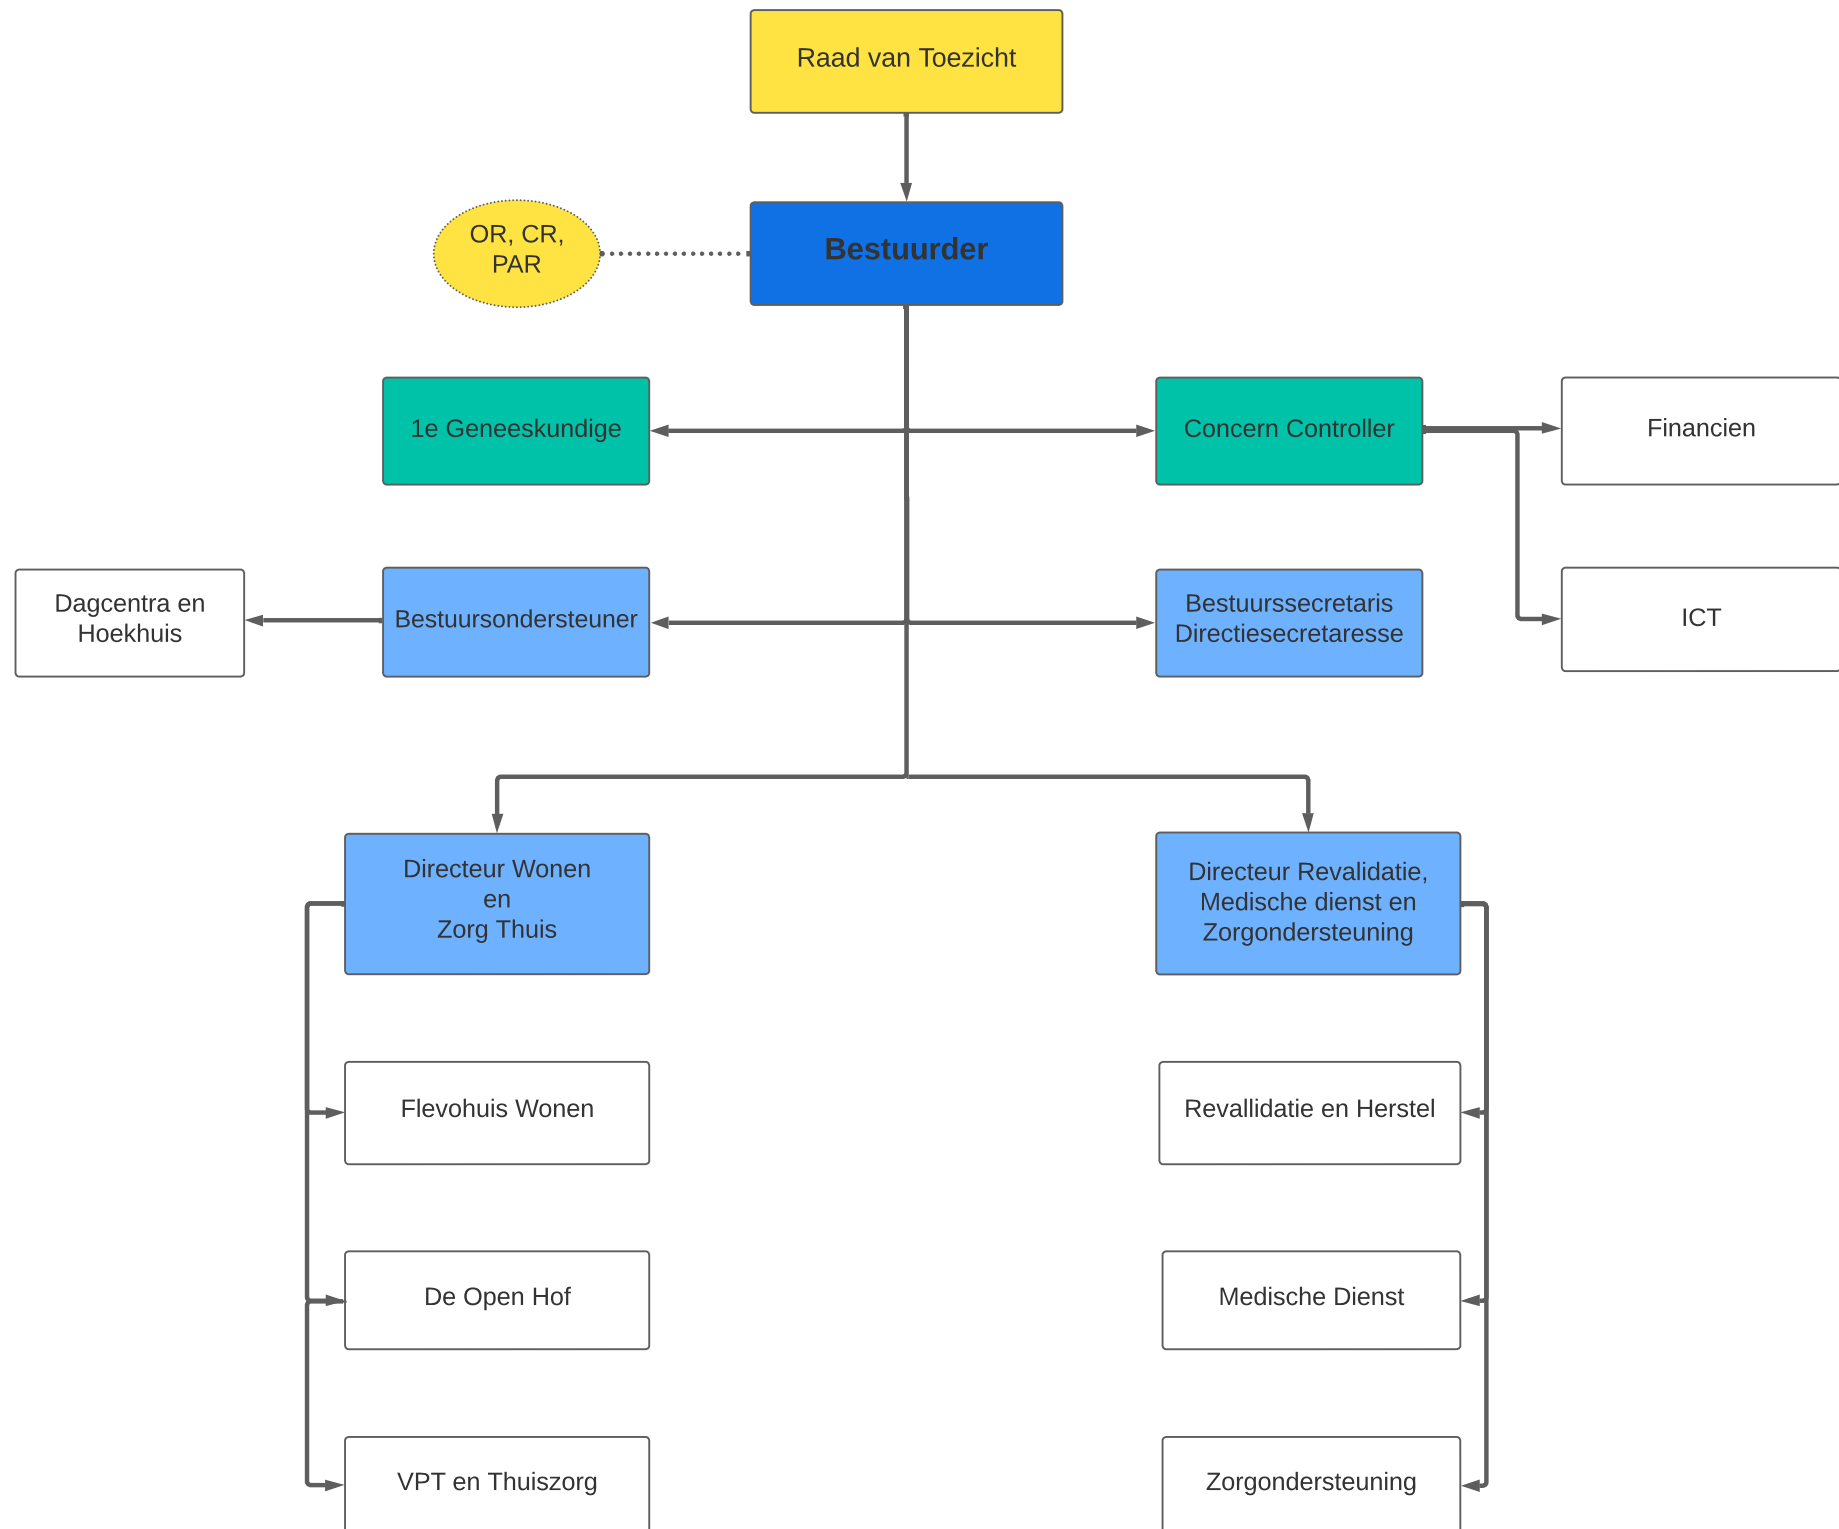 Raad van Toezicht
OR, CR,
PAR
Bestuurder
1e Geneeskundige
Concern Controller
Financien
Dagcentra en
Hoekhuis
Bestuursondersteuner
Bestuurssecretaris
Directiesecretaresse
ICT
Directeur Wonen
en
Zorg Thuis
Directeur Revalidatie,
Medische dienst en
Zorgondersteuning
Flevohuis Wonen
Revallidatie en Herstel
De Open Hof
Medische Dienst
VPT en Thuiszorg
Zorgondersteuning